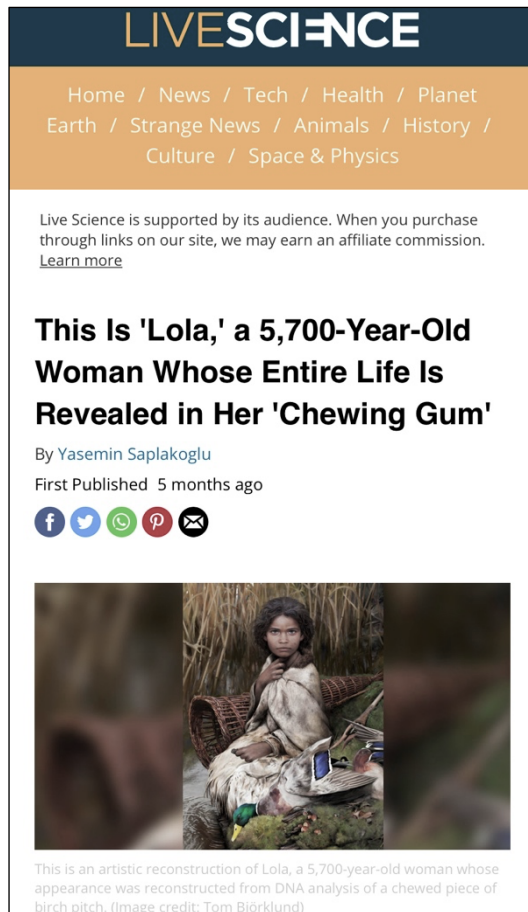 LIVESCIENCE
Home / News / Tech / Health / Planet
Earth / Strange News / Animals / History /
Culture / Space & Physics
Live Science is supported by its audience. When you purchase
through links on our site, we may earn an affiliate commission.
Learn more
This Is 'Lola,' a 5,700-Year-Old
Woman Whose Entire Life Is
Revealed in Her 'Chewing Gum'
By Yasemin Saplakoglu
First Published 5 months ago
This is an artistic reconstruction of Lola, a 5,700-year-old woman whose
appearance was reconstructed from DNA analysis of a chewed piece of
birch pitch. (Image credit: Tom Björklund)